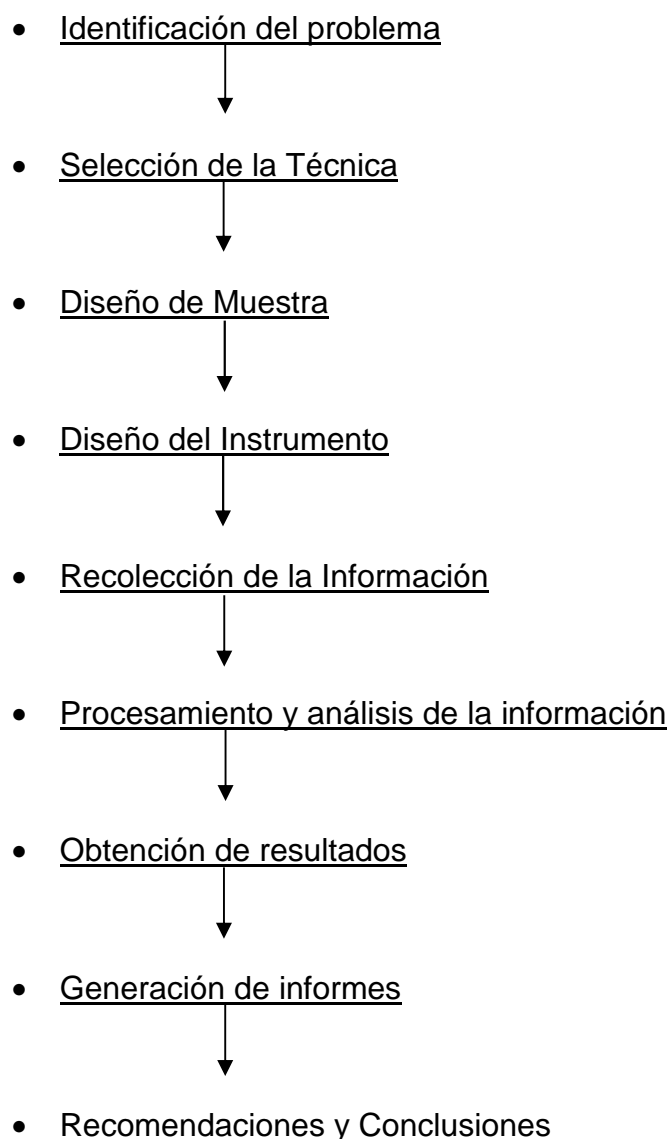 • Identificación del problema
• Selección de la Técnica
• Diseño de Muestra
• Diseño del Instrumento
• Recolección de la Información
• Procesamiento y análisis de la información
• Obtención de resultados
• Generación de informes
• Recomendaciones y Conclusiones